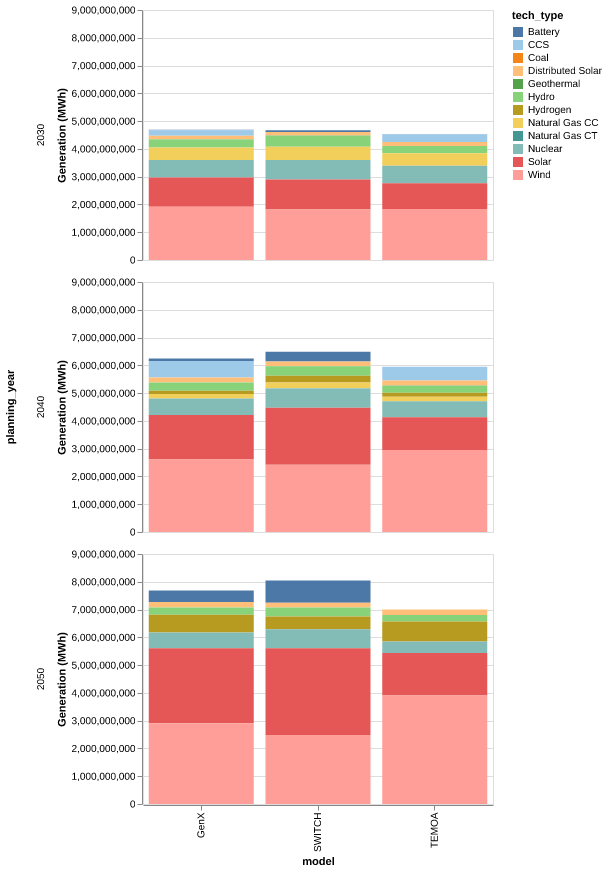 tech_type
Battery
CCS
Coal
Distributed Solar
Geothermal
Hydro
Hydrogen
Natural Gas CC
Natural Gas CT
Nuclear
Solar
Wind
planning_year
2030
Generation (MWh)
9,000,000,000
8,000,000,000
7,000,000,000
6,000,000,000
5,000,000,000
4,000,000,000
3,000,000,000
2,000,000,000
1,000,000,000
0
2040
Generation (MWh)
9,000,000,000
8,000,000,000
7,000,000,000
6,000,000,000
5,000,000,000
4,000,000,000
3,000,000,000
2,000,000,000
1,000,000,000
0
2050
Generation (MWh)
9,000,000,000
8,000,000,000
7,000,000,000
6,000,000,000
5,000,000,000
4,000,000,000
3,000,000,000
2,000,000,000
1,000,000,000
0
GenX
SWITCH
TEMOA
model